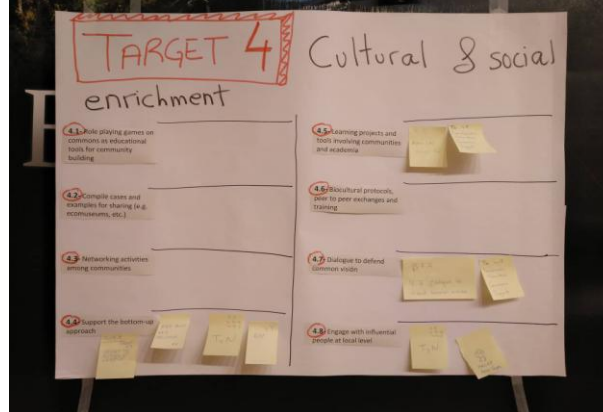 TARGET 4
Cultural & social
enrichment
4.1- Role playing games on
commons as educational
tools for community
building
4.2- Compile cases and
examples for sharing (e.g.
ecomuseums, etc.)
4.3- Networking activities
among communities
4.4- Support the bottom-up
approach
T,N
4.5- Learning projects and
tools involving communities
and academia
4.6- Biocultural protocols,
peer to peer exchanges and
training
4.7- Dialogue to defend
common vision
4.8- Engage with influential
people at local level
T,N